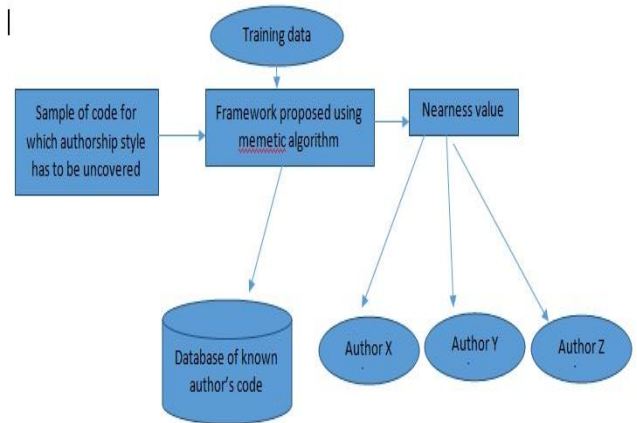 Training data
Sample of code for
which authorship style
has to be uncovered
Framework proposed using
memetic algorithm
Nearness value
Database of known
author's code
Author X
Author Y
Author Z